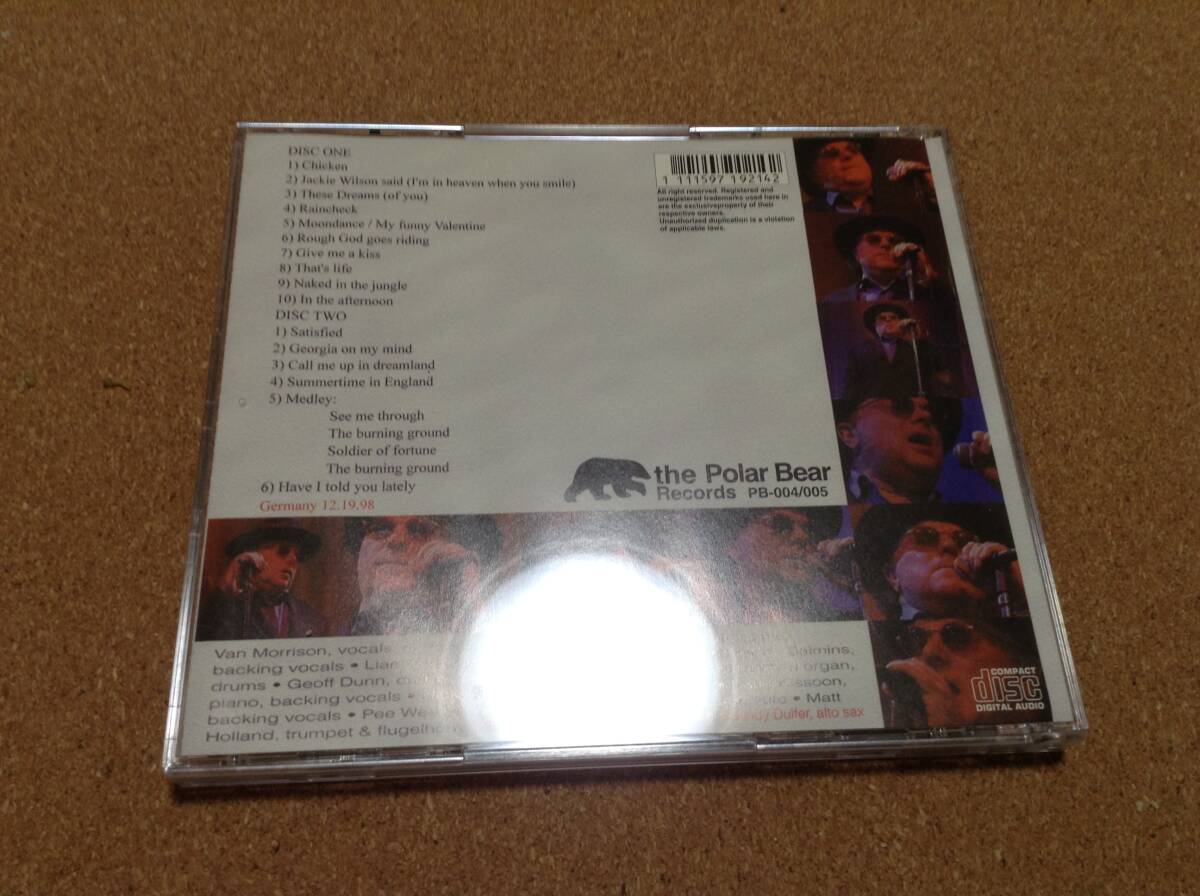 DISC ONE
1) Chicken
2) Jackie Wilson said (I'm in heaven when you smile)
3) These Dreams (of you)
4) Raincheck
5) Moondance / My funny Valentine
6) Rough God goes riding
7) Give me a kiss
8) That's life
9) Naked in the jungle
10) In the afternoon
DISC TWO
1) Satisfied
2) Georgia on my mind
3) Call me up in dreamland
4) Summertime in England
5) Medley:
See me through
The burning ground
Soldier of fortune
The burning ground
6) Have I told you lately
Germany 12.19.98
1 111597 192142
All right reserved. Registered and
unregistered trademarks used here in
are the exclusiveproperty of their
respective owners.
Unauthorized duplication is a violation
of applicable laws.
the Polar Bear
Records PB-004/005
Van Morrison, vocals
backing vocals • organ,
drums • Geoff Dunn,
piano, backing vocals • • Matt
backing vocals • Pee alto sax
Holland, trumpet &
COMPACT
disc
DIGITAL AUDIO